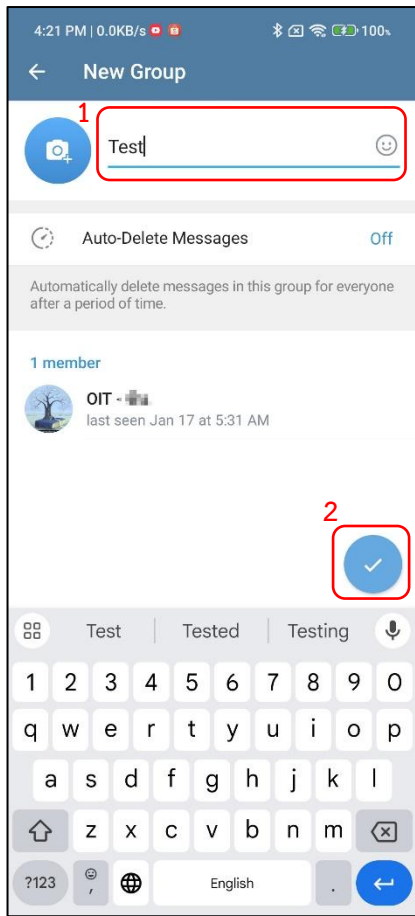 4:21 PM | 0.0KB/s 100%
New Group
1
Test
Auto-Delete Messages Off
Automatically delete messages in this group for everyone
after a period of time.
1 member
OIT -
last seen Jan 17 at 5:31 AM
2
Test Tested Testing
1 2 3 4 5 6 7 8 9 0
q w e r t y u i o p
a s d f g h j k l
z x c v b n m
?123 , English .